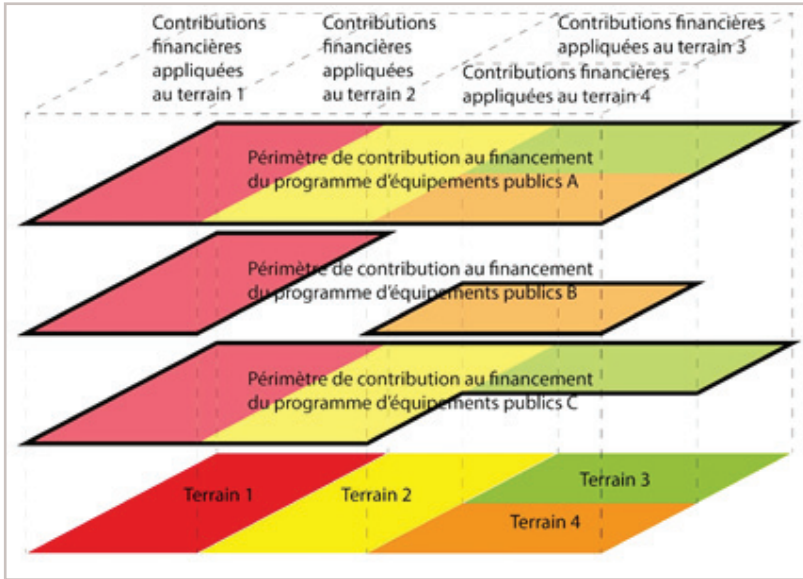 Contributions
financières
appliquées
au terrain 1
Contributions
financières
appliquées
au terrain 2
Contributions financières
appliquées au terrain 3
Contributions financières
appliquées au terrain 4
Périmètre de contribution au financement
du programme d'équipements publics A
Périmètre de contribution au financement
du programme d'équipements publics B
Périmètre de contribution au financement
du programme d'équipements publics C
Terrain 1
Terrain 2
Terrain 3
Terrain 4